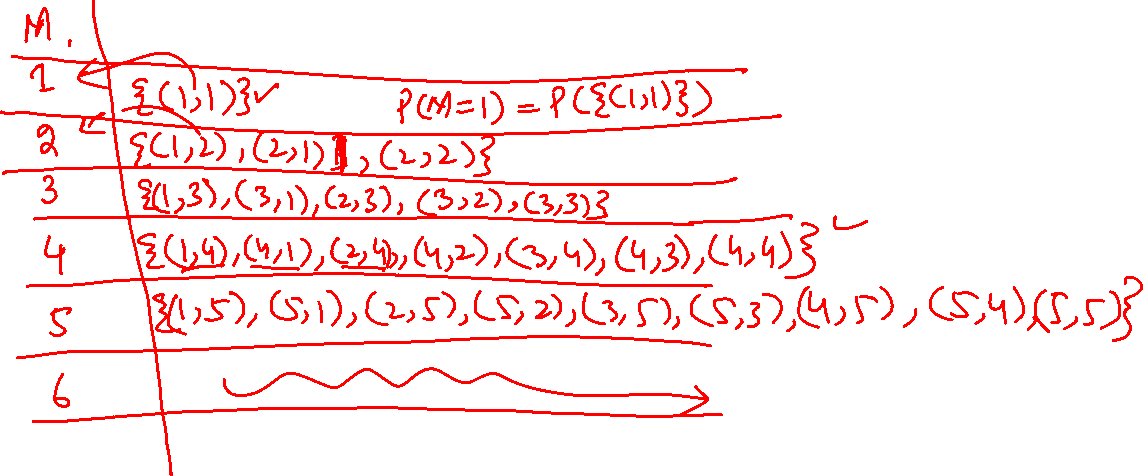 M.
1 {(1,1)}✓ P(M=1) = P({(1,1)})
2 {(1,2), (2,1), (2,2)}
3 {(1,3), (3,1), (2,3), (3,2), (3,3)}
4 {(1,4), (4,1), (2,4), (4,2), (3,4), (4,3), (4,4)} ✓
5 {(1,5), (5,1), (2,5), (5,2), (3,5), (5,3), (4,5), (5,4) (5,5)}
6